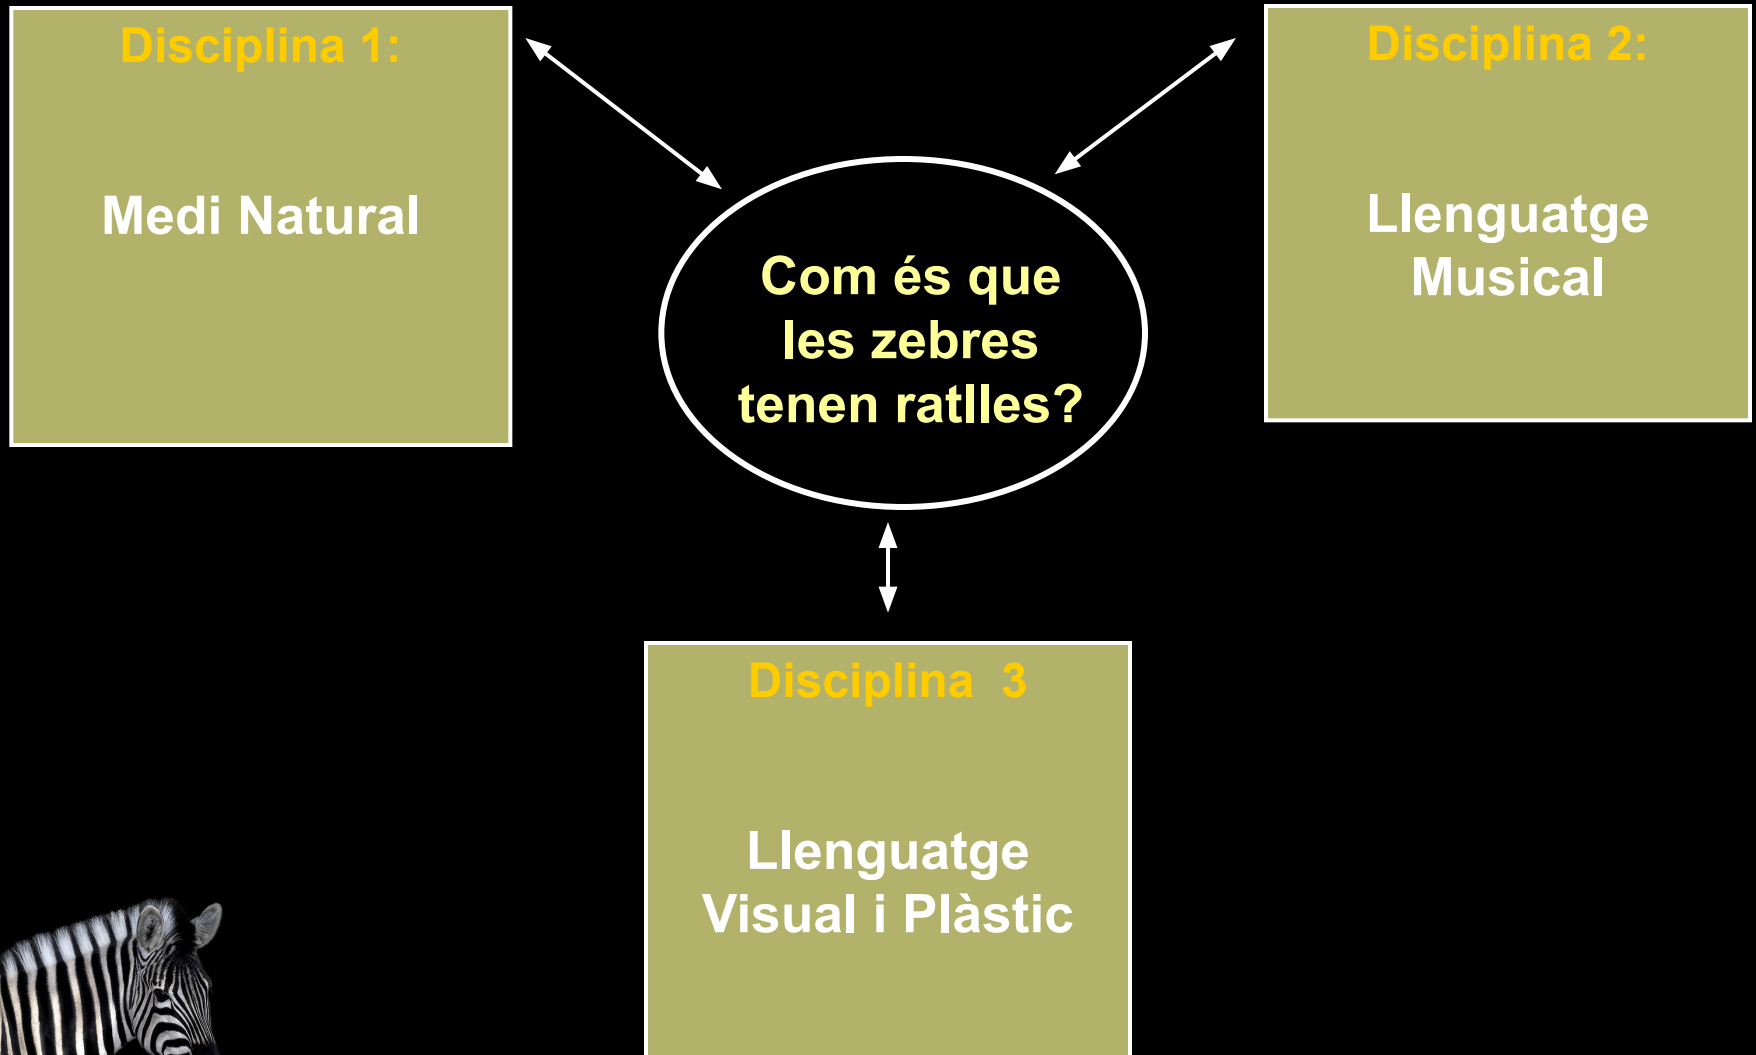 Disciplina 1:
Medi Natural
Disciplina 2:
Llenguatge
Musical
Com és que
les zebres
tenen ratlles?
Disciplina  3
Llenguatge
Visual i Plàstic